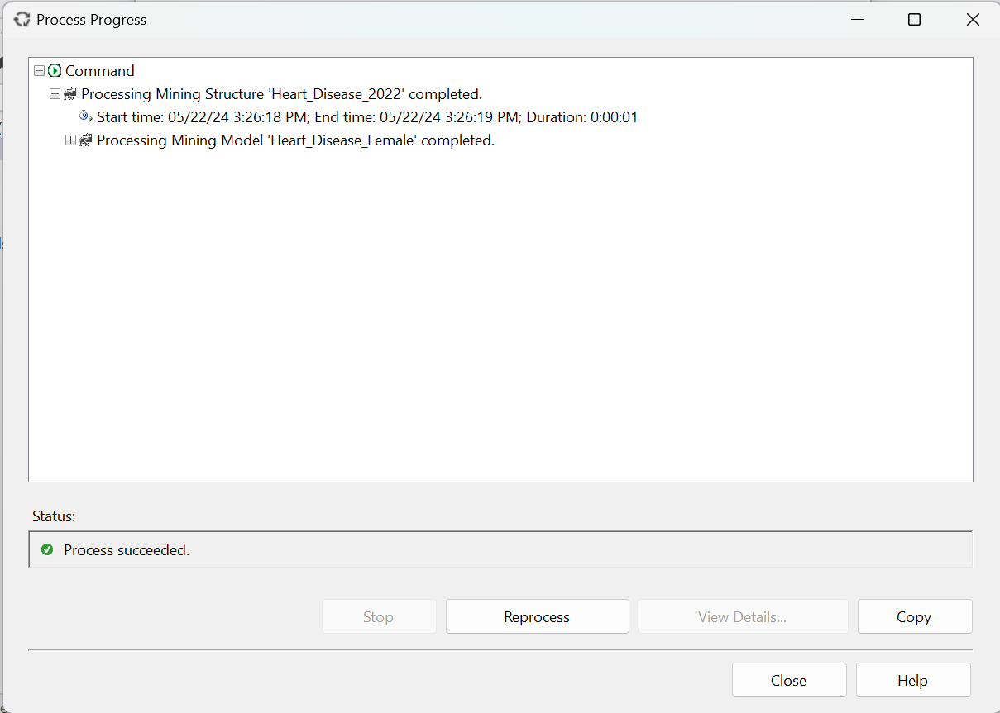 Process Progress
Command
Processing Mining Structure 'Heart_Disease_2022' completed.
Start time: 05/22/24 3:26:18 PM; End time: 05/22/24 3:26:19 PM; Duration: 0:00:01
Processing Mining Model 'Heart_Disease_Female' completed.
Status:
Process succeeded.
Stop Reprocess View Details... Copy
Close Help